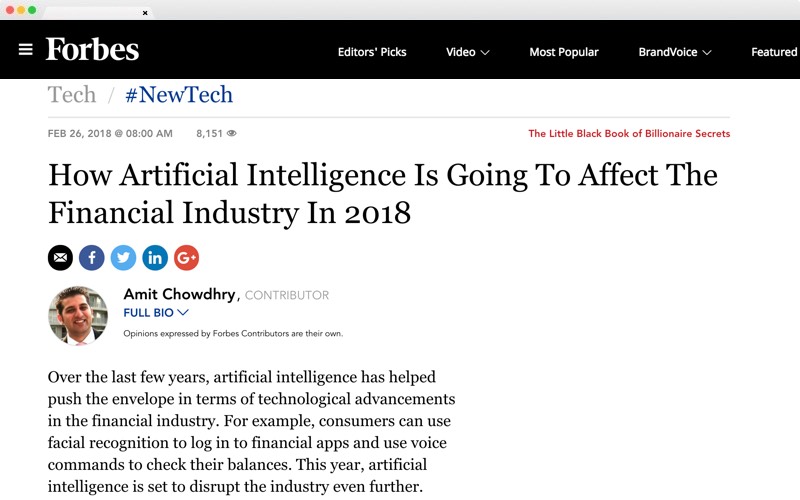 Forbes
Editors' Picks Video Most Popular BrandVoice Featured
Tech / #NewTech
FEB 26, 2018 @ 08:00 AM 8,151
The Little Black Book of Billionaire Secrets
How Artificial Intelligence Is Going To Affect The
Financial Industry In 2018
f in G+
Amit Chowdhry, CONTRIBUTOR
FULL BIO
Opinions expressed by Forbes Contributors are their own.
Over the last few years, artificial intelligence has helped
push the envelope in terms of technological advancements
in the financial industry. For example, consumers can use
facial recognition to log in to financial apps and use voice
commands to check their balances. This year, artificial
intelligence is set to disrupt the industry even further.